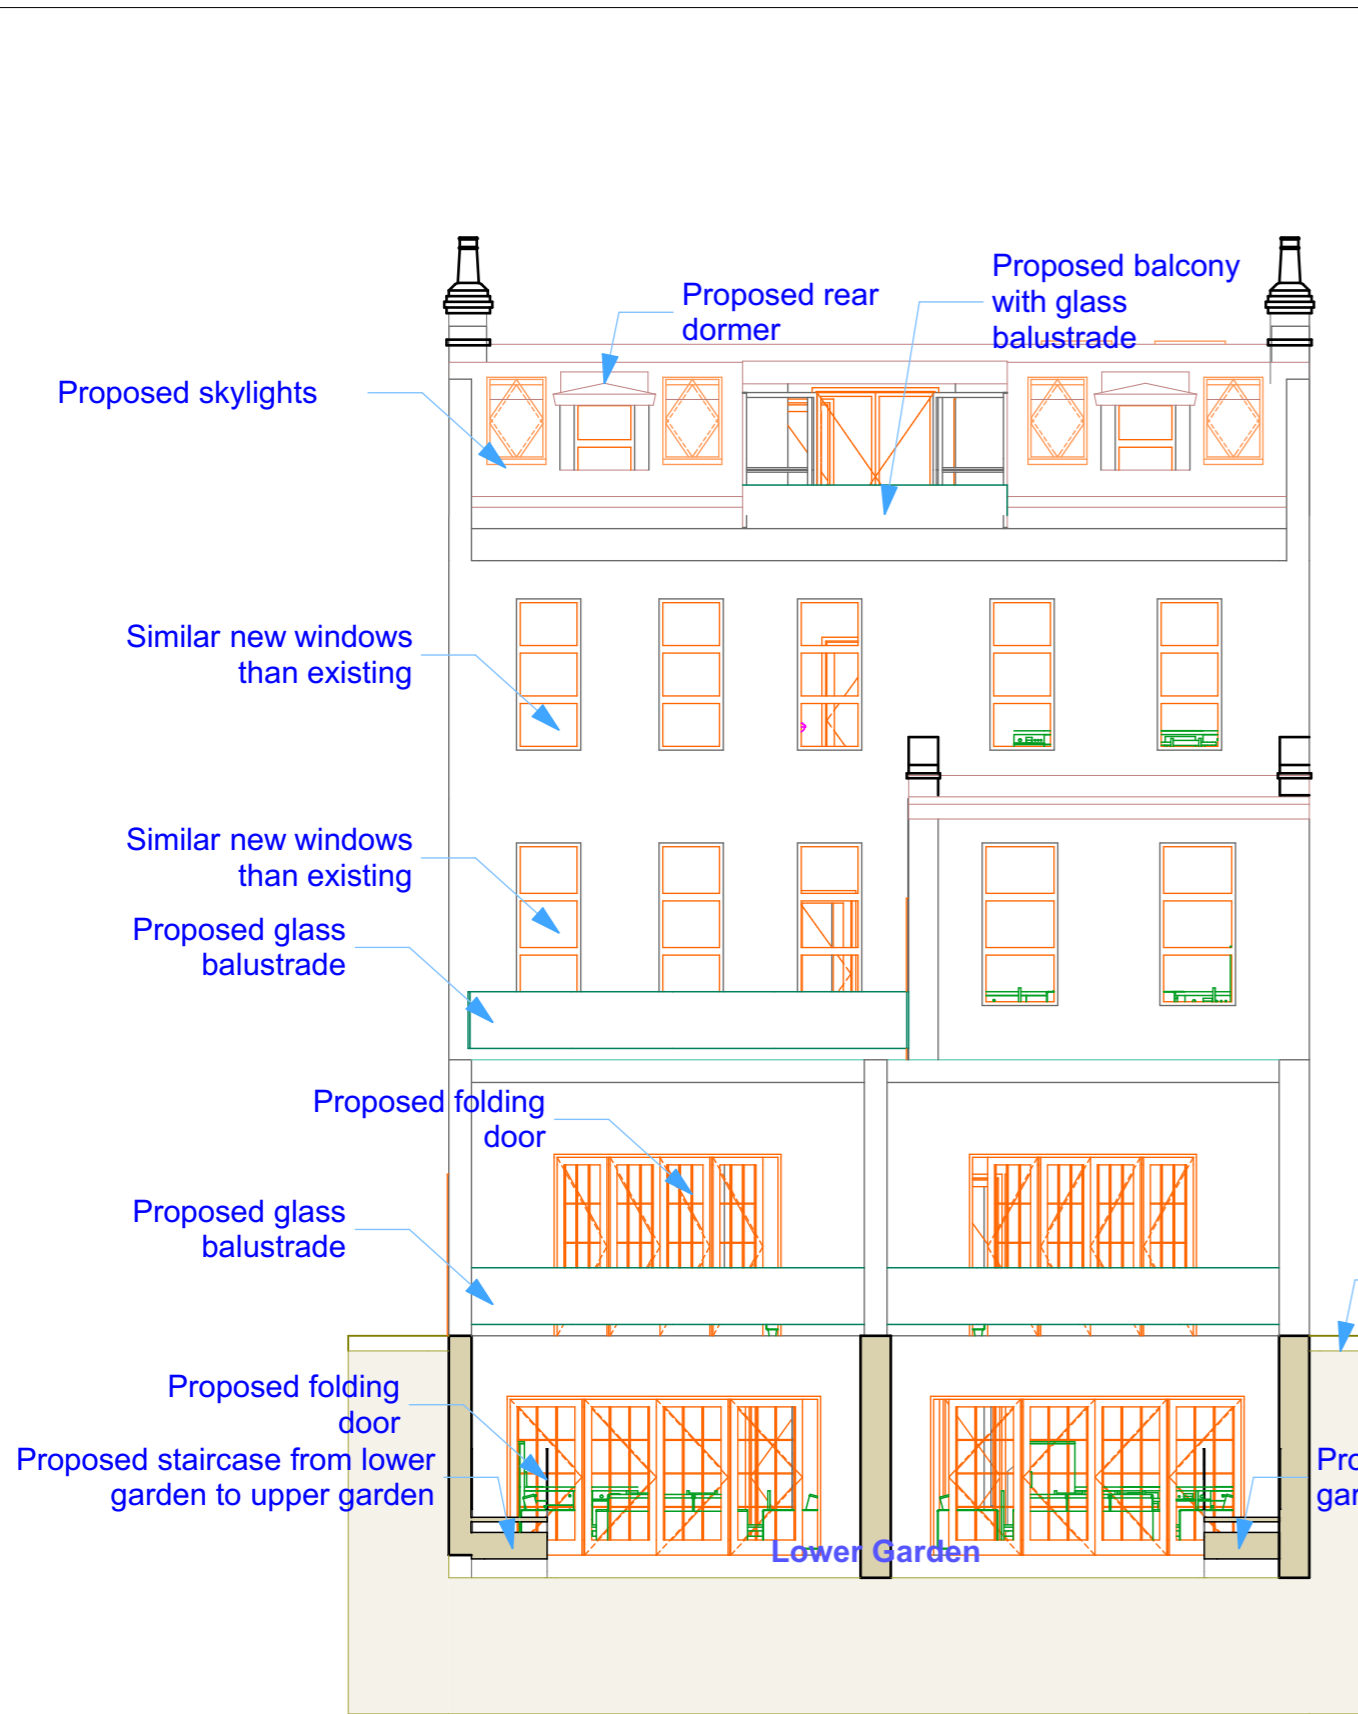 Proposed balcony
with glass
balustrade
Proposed rear
dormer
Proposed skylights
Similar new windows
than existing
Similar new windows
than existing
Proposed glass
balustrade
Proposed folding
door
Proposed glass
balustrade
Proposed folding
door
Proposed staircase from lower
garden to upper garden
Pro
gar
Lower Garden